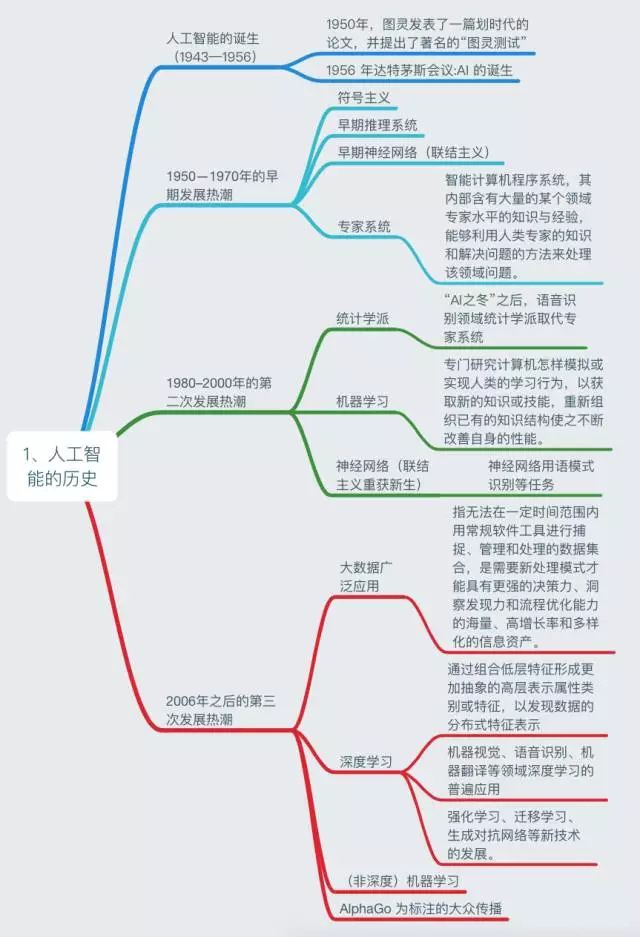 1、人工智
能的历史
人工智能的诞生
（1943—1956）
1950年，图灵发表了一篇划时代的
论文，并提出了著名的“图灵测试”
1956 年达特茅斯会议:AI 的诞生
1950－1970年的早
期发展热潮
符号主义
早期推理系统
早期神经网络（联结主义）
专家系统
智能计算机程序系统，其
内部含有大量的某个领域
专家水平的知识与经验，
能够利用人类专家的知识
和解决问题的方法来处理
该领域问题。
1980–2000年的第
二次发展热潮
统计学派
“AI之冬”之后，语音识
别领域统计学派取代专
家系统
机器学习
专门研究计算机怎样模拟或
实现人类的学习行为，以获
取新的知识或技能，重新组
织已有的知识结构使之不断
改善自身的性能。
神经网络（联结
主义重获新生）
神经网络用语模式
识别等任务
2006年之后的第三
次发展热潮
大数据广
泛应用
指无法在一定时间范围内
用常规软件工具进行捕
捉、管理和处理的数据集
合，是需要新处理模式才
能具有更强的决策力、洞
察发现力和流程优化能力
的海量、高增长率和多样
化的信息资产。
深度学习
通过组合低层特征形成更
加抽象的高层表示属性类
别或特征，以发现数据的
分布式特征表示
机器视觉、语音识别、机
器翻译等领域深度学习的
普遍应用
强化学习、迁移学习、
生成对抗网络等新技术
的发展。
（非深度）机器学习
AlphaGo 为标注的大众传播